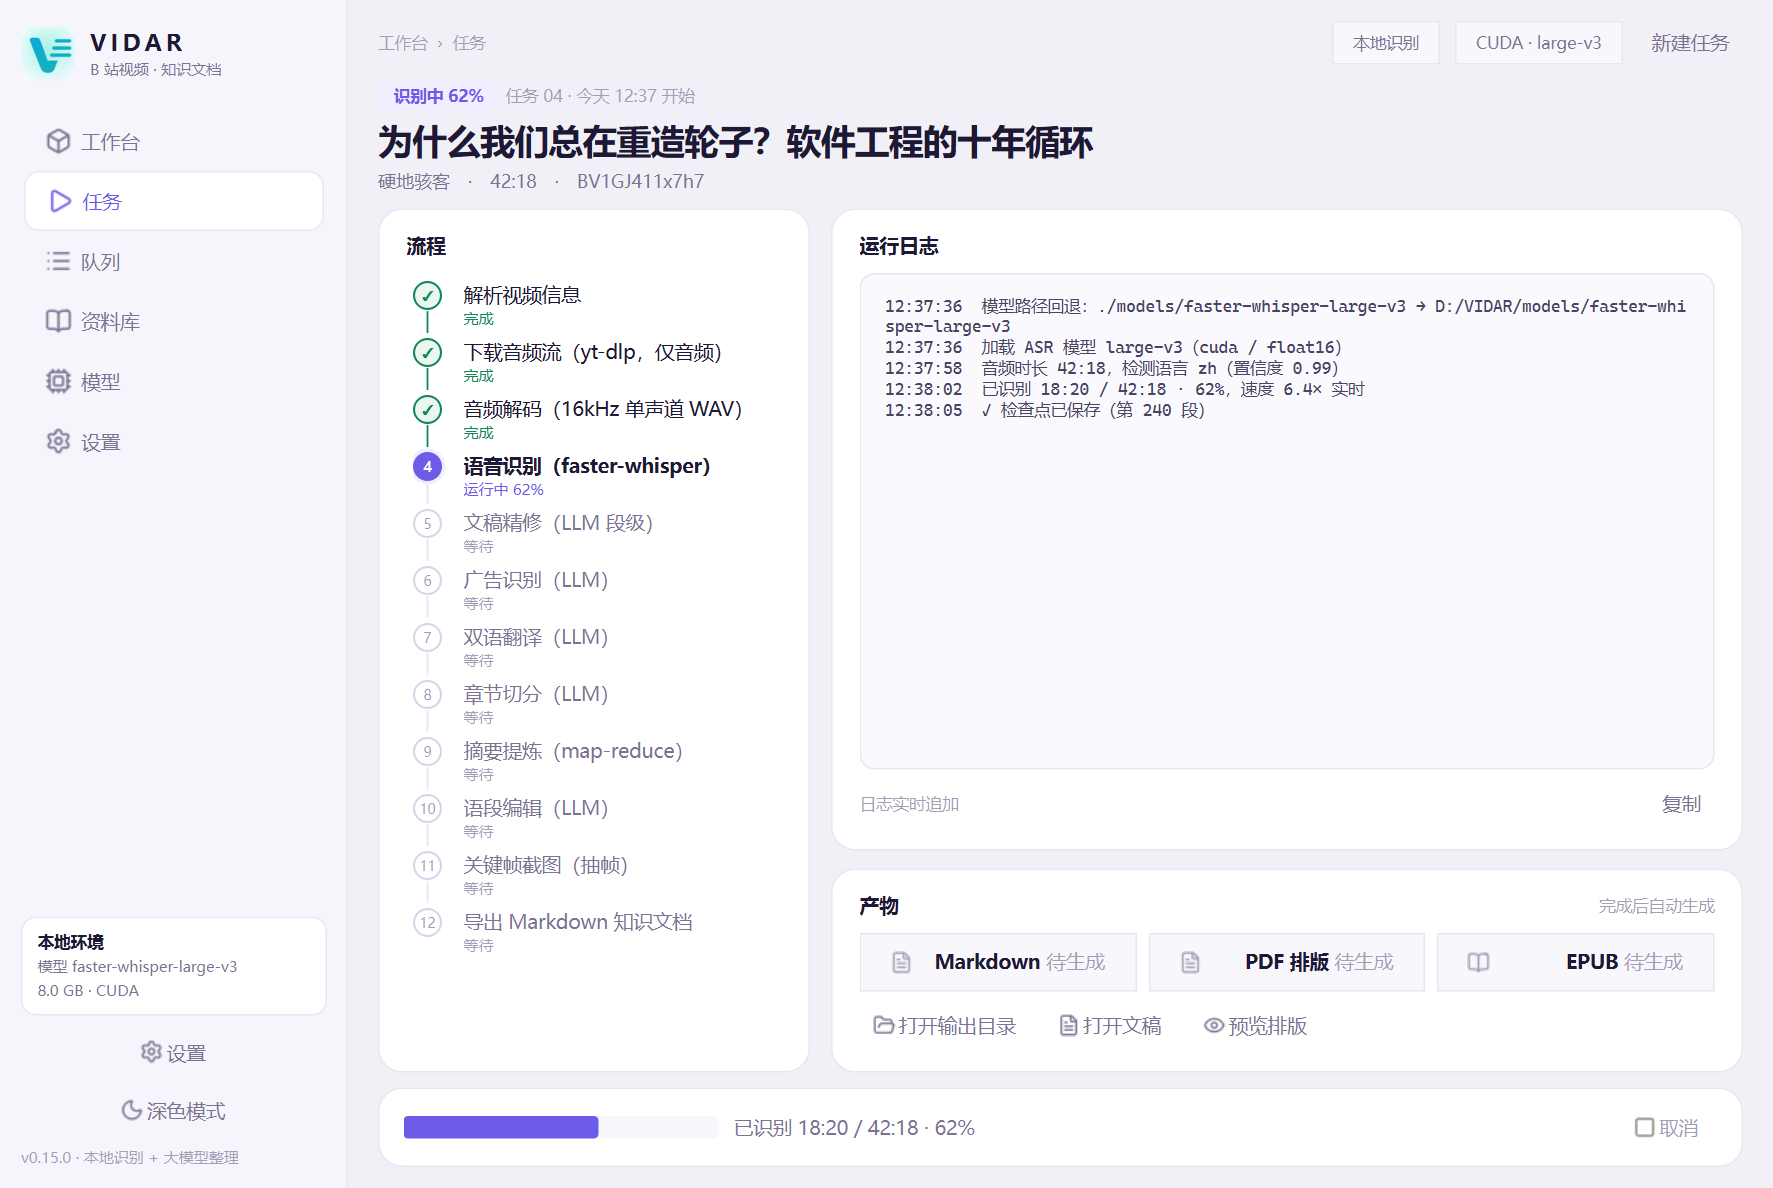 VIDAR
B 站视频 · 知识文档
工作台
任务
队列
资料库
模型
设置
本地环境
模型 faster-whisper-large-v3
8.0 GB · CUDA
设置
深色模式
v0.15.0 · 本地识别 + 大模型整理
工作台 › 任务
本地识别
CUDA · large-v3
新建任务
识别中 62% 任务 04 · 今天 12:37 开始
为什么我们总在重造轮子？软件工程的十年循环
硬地骇客 · 42:18 · BV1GJ411x7h7
流程
✓ 解析视频信息
完成
✓ 下载音频流（yt-dlp，仅音频）
完成
✓ 音频解码（16kHz 单声道 WAV）
完成
4 语音识别（faster-whisper）
运行中 62%
5 文稿精修（LLM 段级）
等待
6 广告识别（LLM）
等待
7 双语翻译（LLM）
等待
8 章节切分（LLM）
等待
9 摘要提炼（map-reduce）
等待
10 语段编辑（LLM）
等待
11 关键帧截图（抽帧）
等待
12 导出 Markdown 知识文档
等待
运行日志
12:37:36 模型路径回退：./models/faster-whisper-large-v3 → D:/VIDAR/models/faster-whi
sper-large-v3
12:37:36 加载 ASR 模型 large-v3（cuda / float16）
12:37:58 音频时长 42:18，检测语言 zh（置信度 0.99）
12:38:02 已识别 18:20 / 42:18 · 62%，速度 6.4× 实时
12:38:05 ✓ 检查点已保存（第 240 段）
日志实时追加
复制
产物
完成后自动生成
Markdown 待生成
PDF 排版 待生成
EPUB 待生成
打开输出目录
打开文稿
预览排版
已识别 18:20 / 42:18 · 62%
取消